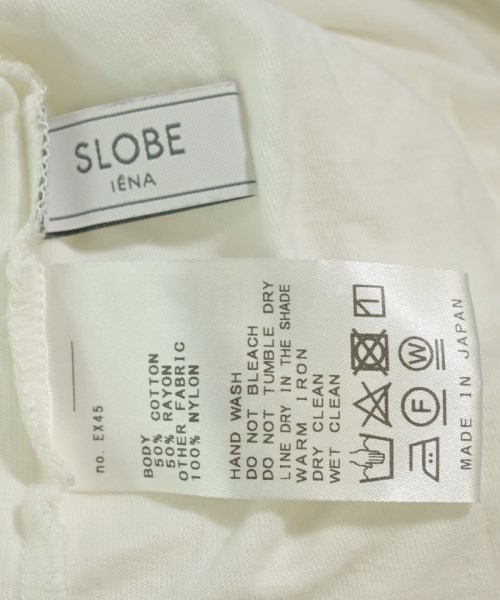 SLOBE
IÉNA
no. EX45
BODY
50% COTTON
50% RAYON
OTHER FABRIC
100% NYLON
HAND WASH
DO NOT BLEACH
DO NOT TUMBLE DRY
LINE DRY IN THE SHADE
WARM IRON
DRY CLEAN
WET CLEAN
W
F
MADE IN JAPAN